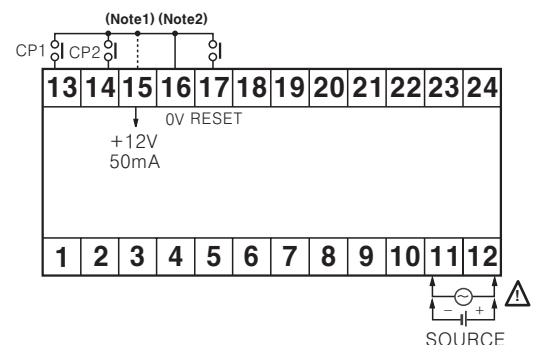 (Note1) (Note2)
CP1 CP2
13 14 15 16 17 18 19 20 21 22 23 24
0V RESET
+12V
50mA
1 2 3 4 5 6 7 8 9 10 11 12
− +
SOURCE